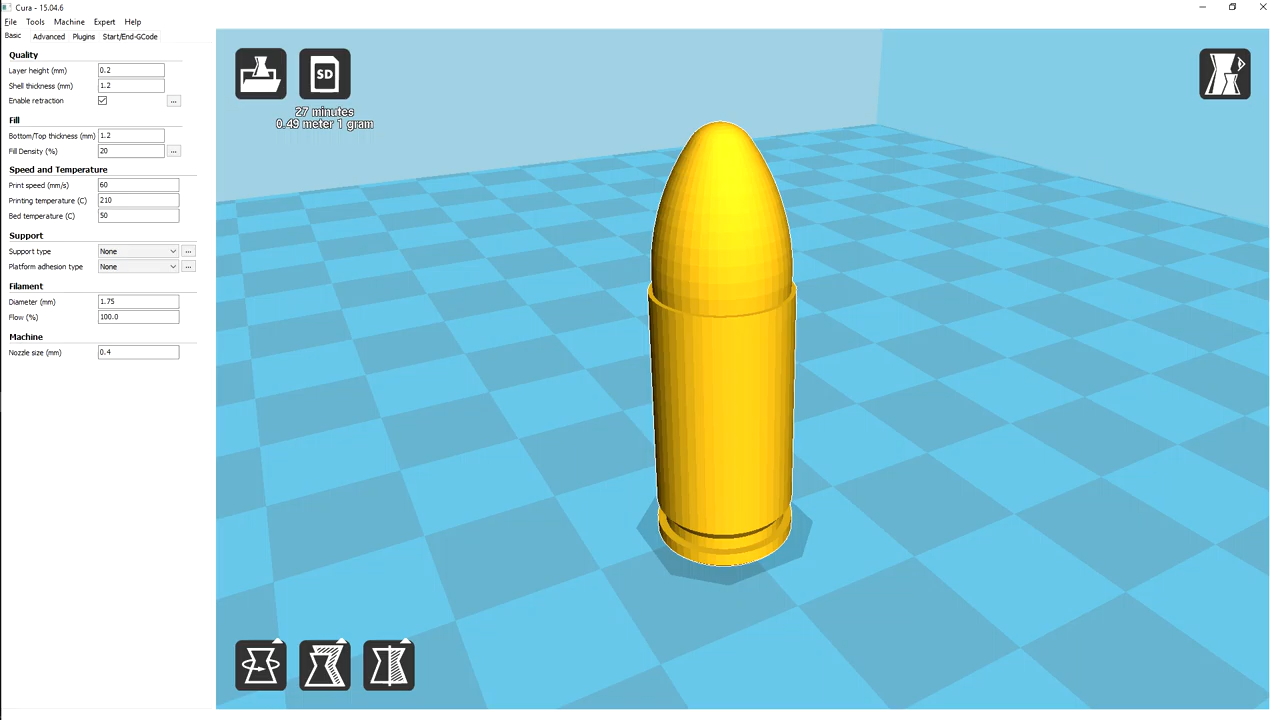 Cura - 15.04.6
File Tools Machine Expert Help
Basic Advanced Plugins Start/End-GCode
Quality
Layer height (mm) 0.2
Shell thickness (mm) 1.2
Enable retraction ...
Fill
Bottom/Top thickness (mm) 1.2
Fill Density (%) 20 ...
Speed and Temperature
Print speed (mm/s) 60
Printing temperature (C) 210
Bed temperature (C) 50
Support
Support type None ...
Platform adhesion type None ...
Filament
Diameter (mm) 1.75
Flow (%) 100.0
Machine
Nozzle size (mm) 0.4
SD
27 minutes
0.49 meter 1 gram